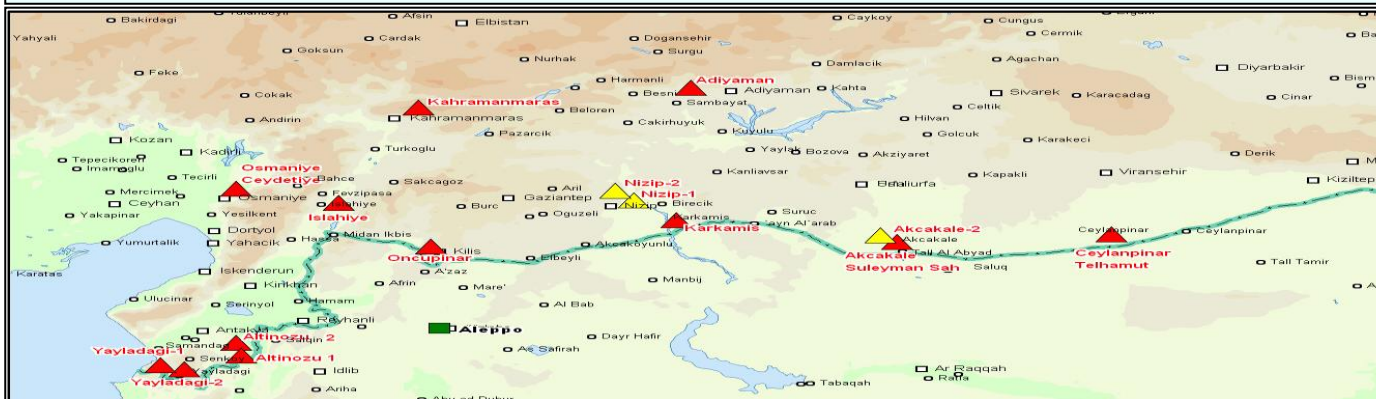 Bakirdagi
Afsin
Elbistan
Caykoy
Cungus
Cermik
Yahyali
Cardak
Dogansehir
Goksun
Surgu
Nurhak
Damlacik
Agachan
Diyarbakir
Feke
Harmanli
Adiyaman
Besni
Adiyaman
Kahta
Sivarek
Karacadag
Cinar
Cokak
Kahramanmaras
Sambayat
Celtik
Andirin
Kahramanmaras
Beloren
Cakirhuyuk
Kuyulu
Hilvan
Golcuk
Karakeci
Pazarcik
Kozan
Kadirli
Turkoglu
Yaylak
Bozova
Akziyaret
Derik
Tepecikoren
Imamoglu
Tecirli
Osmaniye
Ceydetiye
Bahce
Sakcagoz
Kanliavsar
Kapakli
Viransehir
Kiziltep
Mercimek
Ceyhan
Osmaniye
Fevzipasa
Islahiye
Islahiye
Aril
Gaziantep
Nizip-2
Nizip-1
Nizip
Birecik
Yakapinar
Yesilkent
Burc
Oguzeli
Suruc
Karkamis
'ayn Al'arab
Dortyol
Yahacik
Yumurtalik
Hassa
Midan Ikbis
Kilis
Oncupinar
Akcakoyunlu
Elbeyli
Akcakale-2
Akcakale
Tall Al Abyad
Akcakale
Suleyman Sah
Saluq
Ceylanpinar
Ceylanpinar
Ceylanpinar
Telhamut
Tall Tamir
Karatas
Iskenderun
Kirikhan
A'zaz
Afrin
Mare'
Manbij
Ulucinar
Serinyol
Hamam
Reyhanli
Al Bab
Antakya
Samandag
Altinozu - 2
Altinozu 1
Aleppo
Dayr Hafir
As Safirah
Yayladagi-1
Senkoy
Yayladagi
Yayladagi-2
Idlib
Ariha
Tabaqah
Ar Raqqah